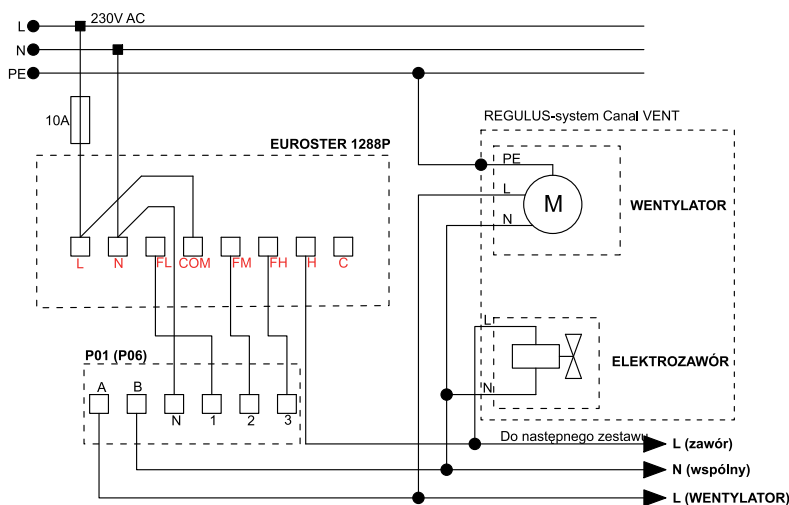 L
230V AC
N
PE
10A
REGULUS-system Canal VENT
EUROSTER 1288P
PE
L
M
WENTYLATOR
N
L
N
FL
COM
FM
FH
H
C
L
ELEKTROZAWÓR
N
P01 (P06)
A
B
N
1
2
3
Do następnego zestawu
L (zawór)
N (wspólny)
L (WENTYLATOR)